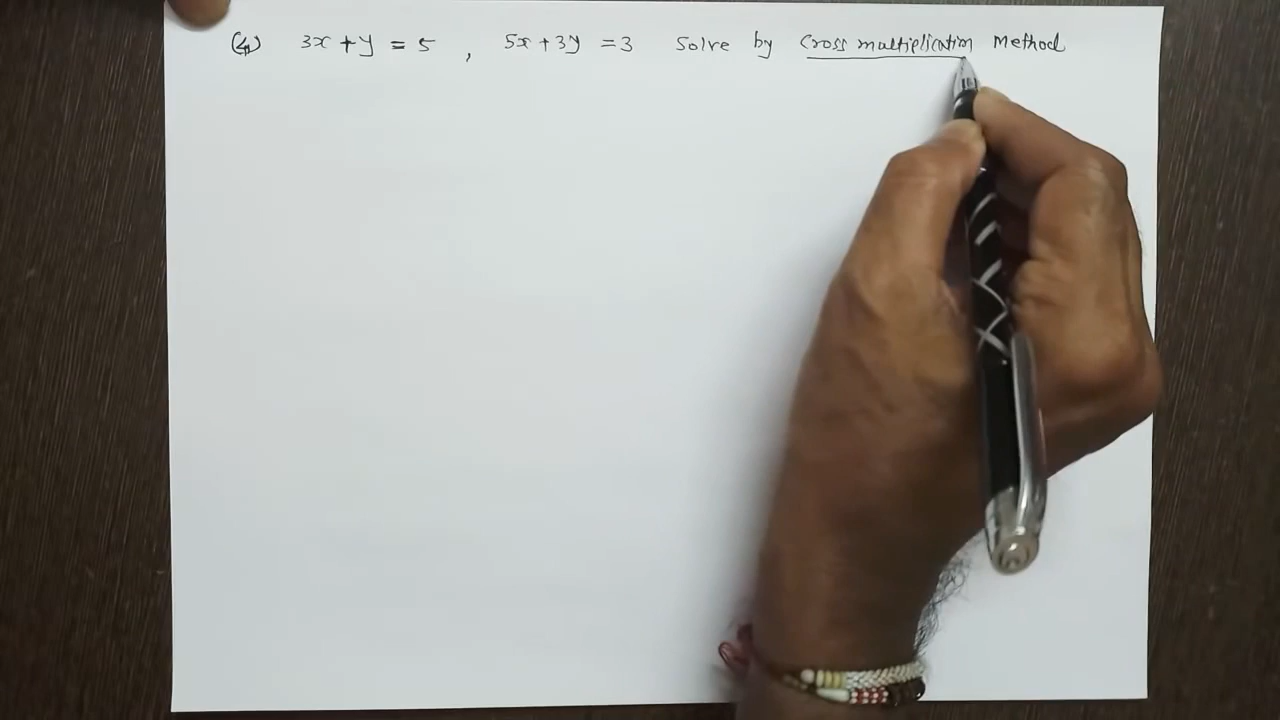 (4) 3x + y = 5 , 5x + 3y = 3 Solve by Cross multiplication Method